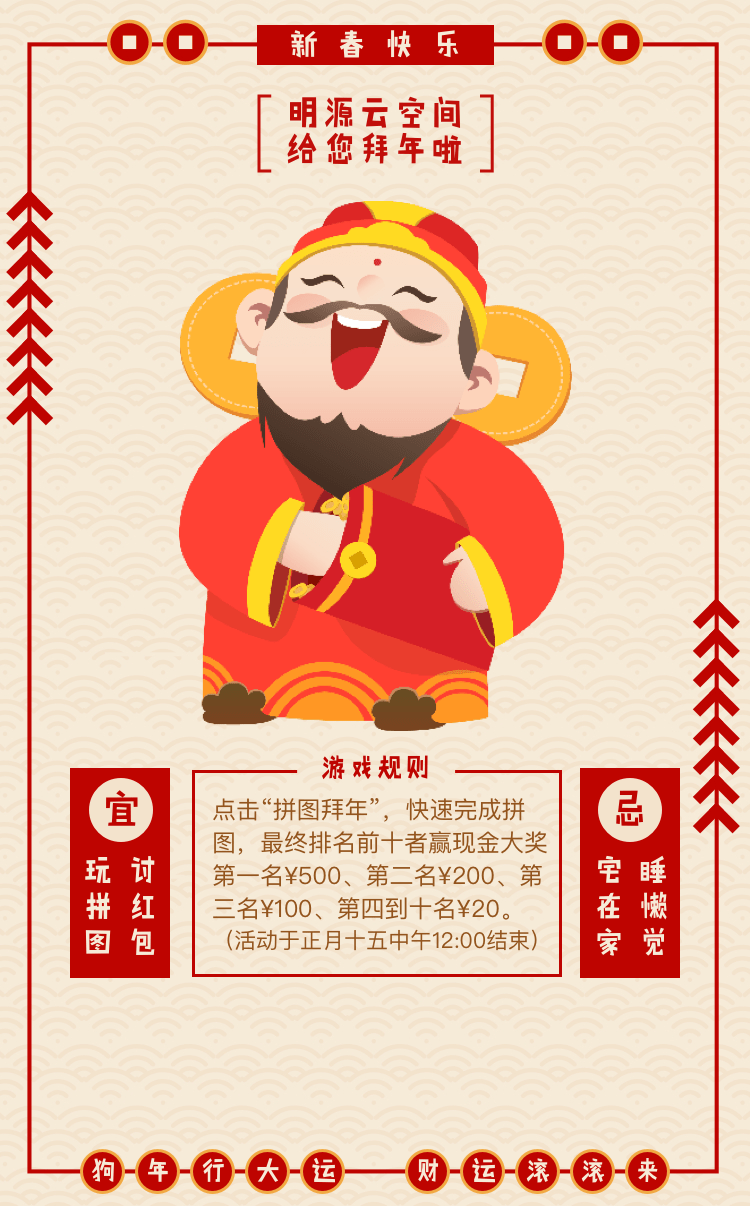 新春快乐
明源云空间
给您拜年啦
游戏规则
点击“拼图拜年”，快速完成拼
图，最终排名前十者赢现金大奖
第一名¥500、第二名¥200、第
三名¥100、第四到十名¥20。
（活动于正月十五中午12:00结束）
宜
讨红包
玩拼图
忌
睡懒觉
宅在家
狗年行大运
财运滚滚来